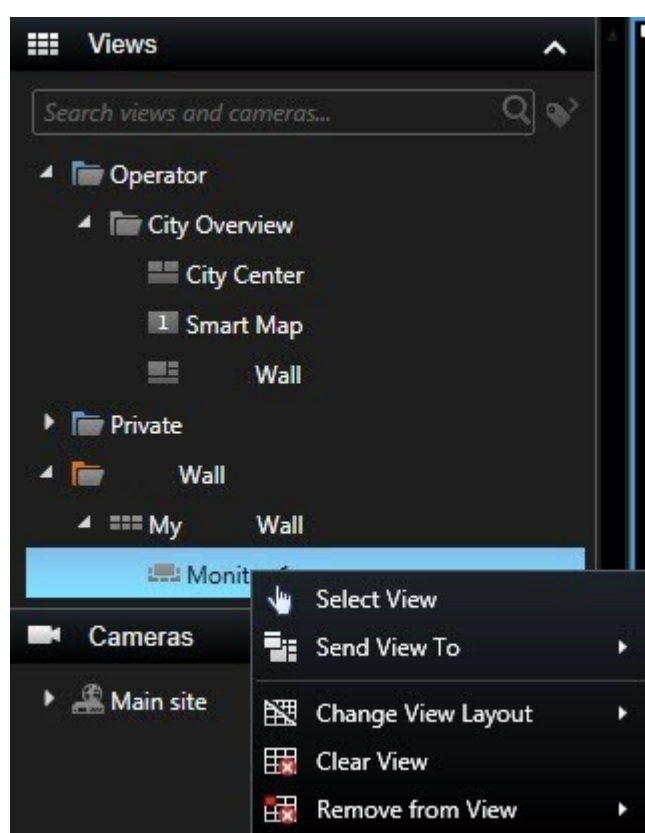 Views
Search views and cameras...
Operator
City Overview
City Center
1 Smart Map
Wall
Private
Wall
My Wall
Select View
Send View To
Cameras
Main site
Change View Layout
Clear View
Remove from View